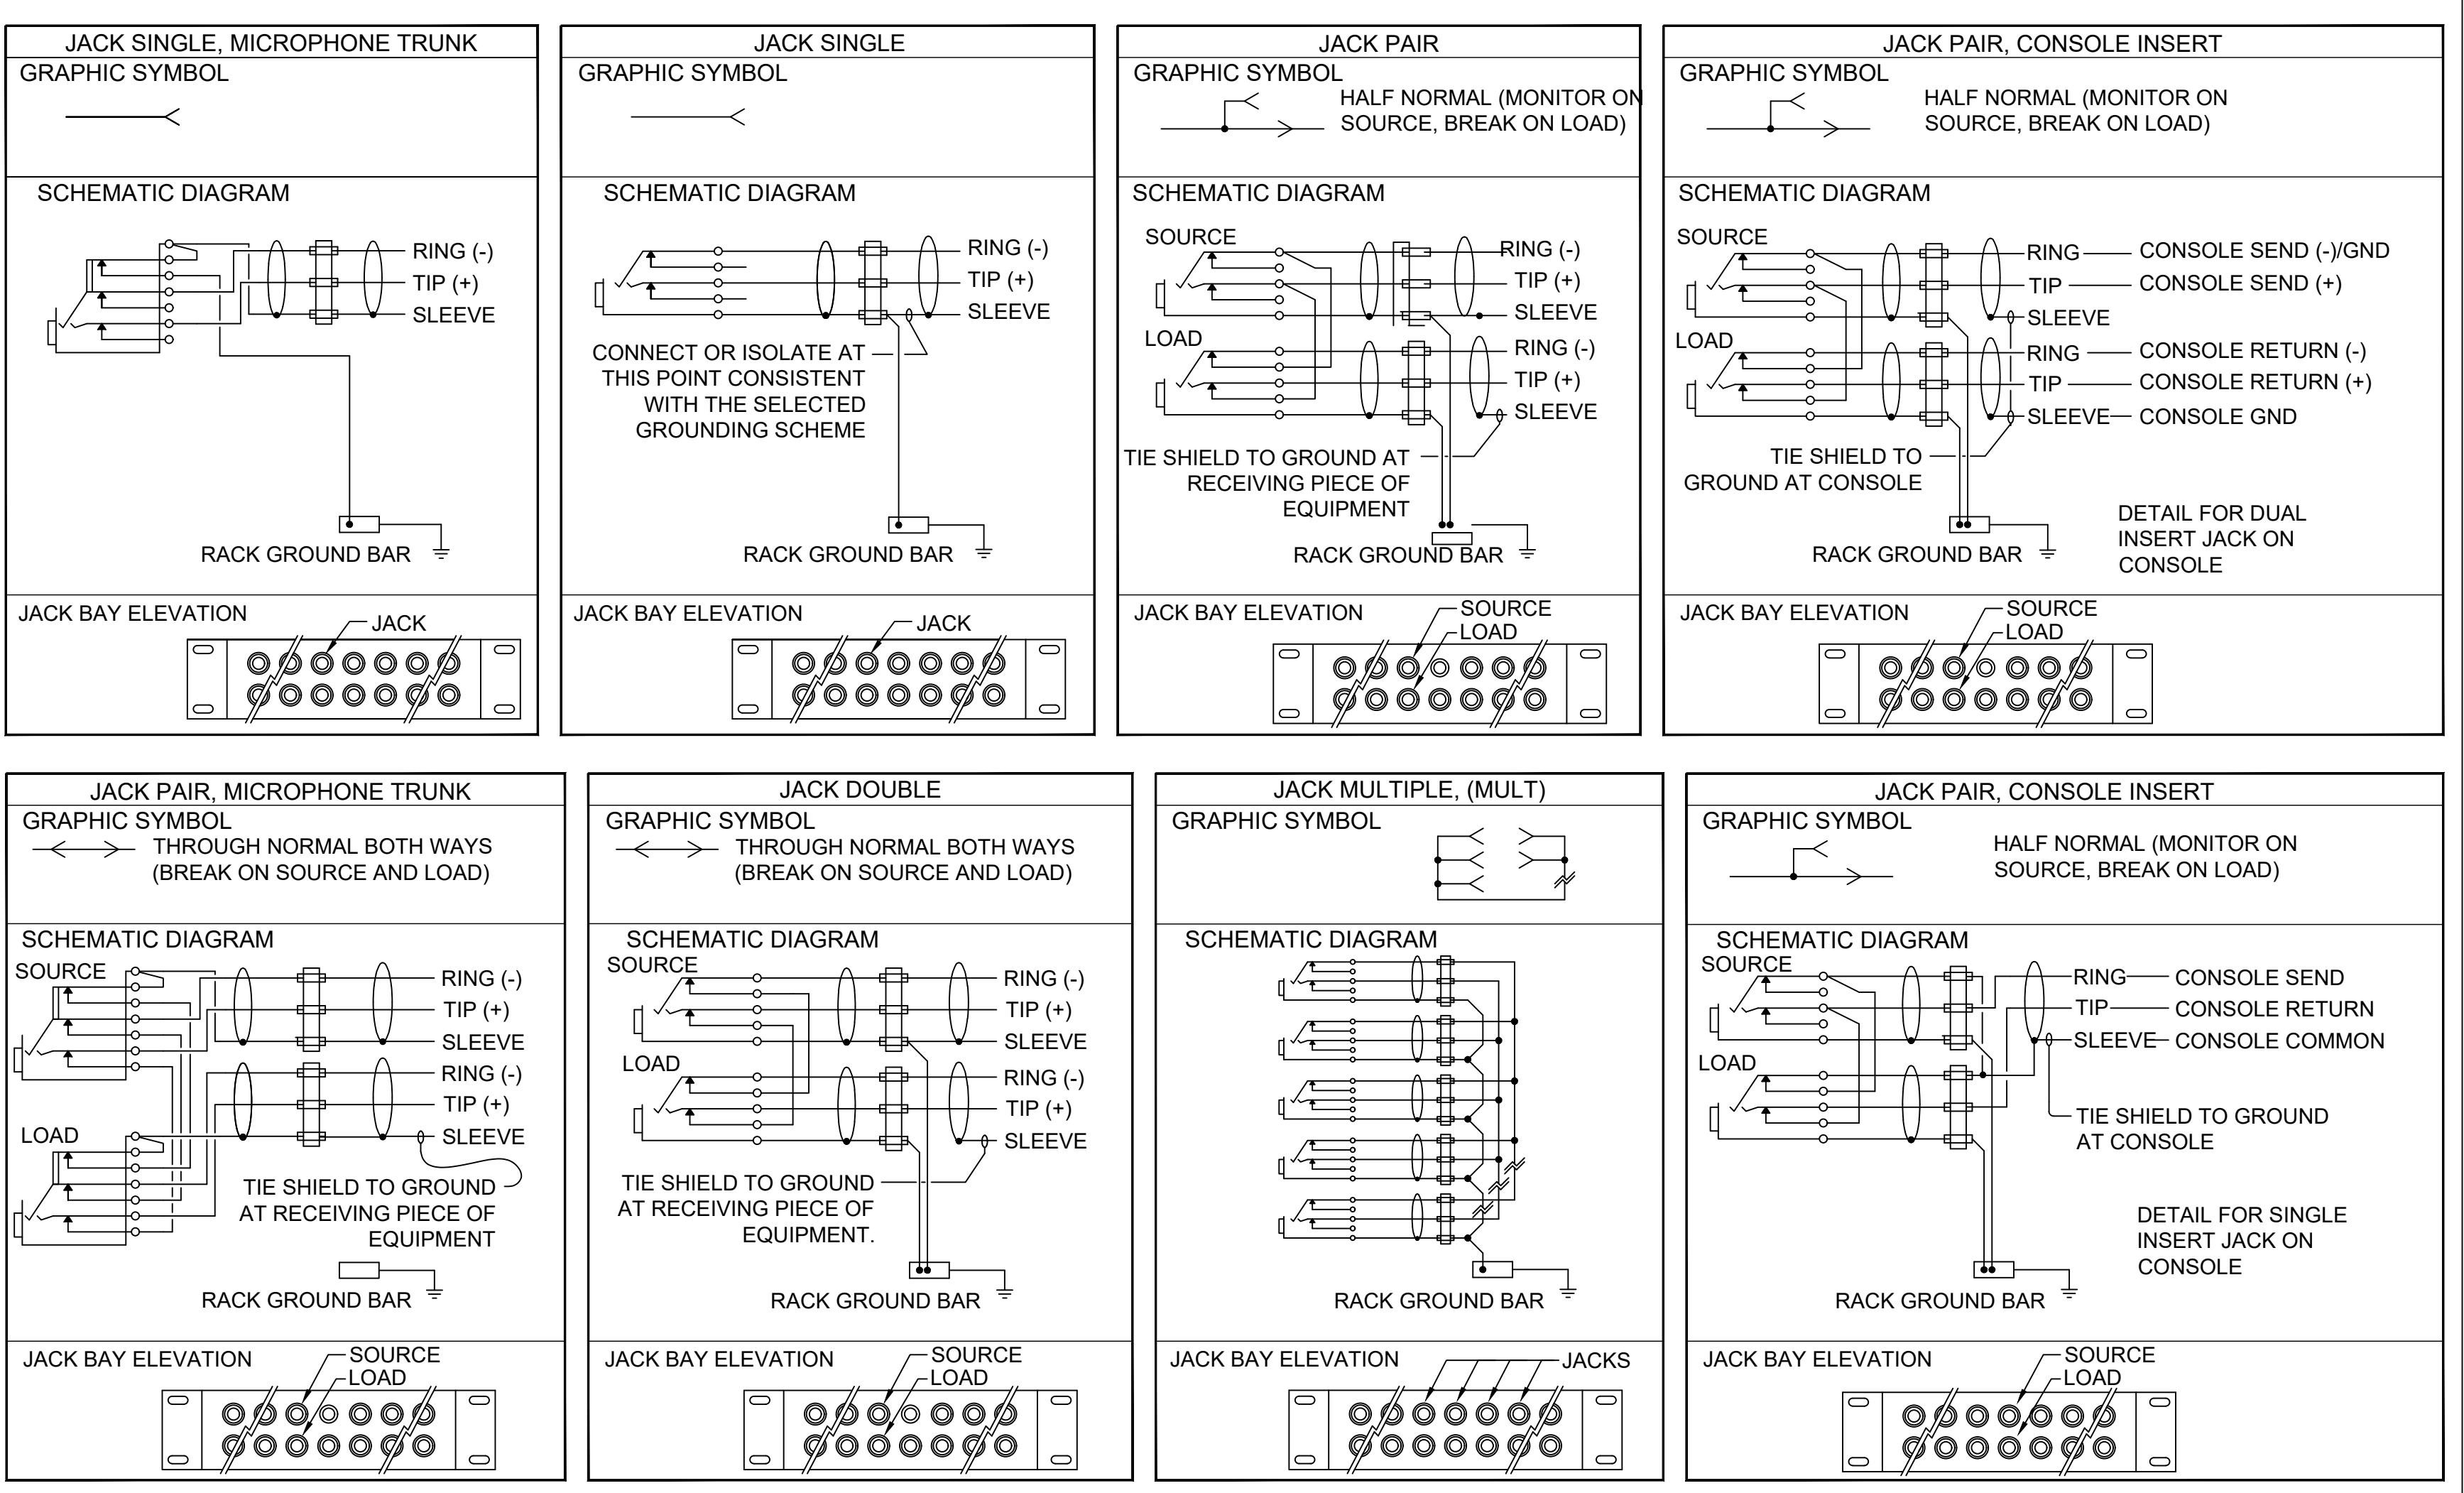 JACK SINGLE, MICROPHONE TRUNK
GRAPHIC SYMBOL
SCHEMATIC DIAGRAM
RING (-)
TIP (+)
SLEEVE
RACK GROUND BAR
JACK BAY ELEVATION
JACK
JACK SINGLE
GRAPHIC SYMBOL
SCHEMATIC DIAGRAM
RING (-)
TIP (+)
SLEEVE
CONNECT OR ISOLATE AT
THIS POINT CONSISTENT
WITH THE SELECTED
GROUNDING SCHEME
RACK GROUND BAR
JACK BAY ELEVATION
JACK
JACK PAIR
GRAPHIC SYMBOL
HALF NORMAL (MONITOR ON
SOURCE, BREAK ON LOAD)
SCHEMATIC DIAGRAM
SOURCE
RING (-)
TIP (+)
SLEEVE
LOAD
RING (-)
TIP (+)
SLEEVE
TIE SHIELD TO GROUND AT
RECEIVING PIECE OF
EQUIPMENT
RACK GROUND BAR
JACK BAY ELEVATION
SOURCE
LOAD
JACK PAIR, CONSOLE INSERT
GRAPHIC SYMBOL
HALF NORMAL (MONITOR ON
SOURCE, BREAK ON LOAD)
SCHEMATIC DIAGRAM
SOURCE
RING CONSOLE SEND (-)/GND
TIP CONSOLE SEND (+)
SLEEVE
LOAD
RING CONSOLE RETURN (-)
TIP CONSOLE RETURN (+)
SLEEVE CONSOLE GND
TIE SHIELD TO
GROUND AT CONSOLE
DETAIL FOR DUAL
INSERT JACK ON
CONSOLE
RACK GROUND BAR
JACK BAY ELEVATION
SOURCE
LOAD
JACK PAIR, MICROPHONE TRUNK
GRAPHIC SYMBOL
THROUGH NORMAL BOTH WAYS
(BREAK ON SOURCE AND LOAD)
SCHEMATIC DIAGRAM
SOURCE
RING (-)
TIP (+)
SLEEVE
RING (-)
TIP (+)
LOAD
SLEEVE
TIE SHIELD TO GROUND
AT RECEIVING PIECE OF
EQUIPMENT
RACK GROUND BAR
JACK BAY ELEVATION
SOURCE
LOAD
JACK DOUBLE
GRAPHIC SYMBOL
THROUGH NORMAL BOTH WAYS
(BREAK ON SOURCE AND LOAD)
SCHEMATIC DIAGRAM
SOURCE
RING (-)
TIP (+)
SLEEVE
LOAD
RING (-)
TIP (+)
SLEEVE
TIE SHIELD TO GROUND
AT RECEIVING PIECE OF
EQUIPMENT.
RACK GROUND BAR
JACK BAY ELEVATION
SOURCE
LOAD
JACK MULTIPLE, (MULT)
GRAPHIC SYMBOL
SCHEMATIC DIAGRAM
RACK GROUND BAR
JACK BAY ELEVATION
JACKS
JACK PAIR, CONSOLE INSERT
GRAPHIC SYMBOL
HALF NORMAL (MONITOR ON
SOURCE, BREAK ON LOAD)
SCHEMATIC DIAGRAM
SOURCE
RING CONSOLE SEND
TIP CONSOLE RETURN
SLEEVE CONSOLE COMMON
LOAD
TIE SHIELD TO GROUND
AT CONSOLE
DETAIL FOR SINGLE
INSERT JACK ON
CONSOLE
RACK GROUND BAR
JACK BAY ELEVATION
SOURCE
LOAD